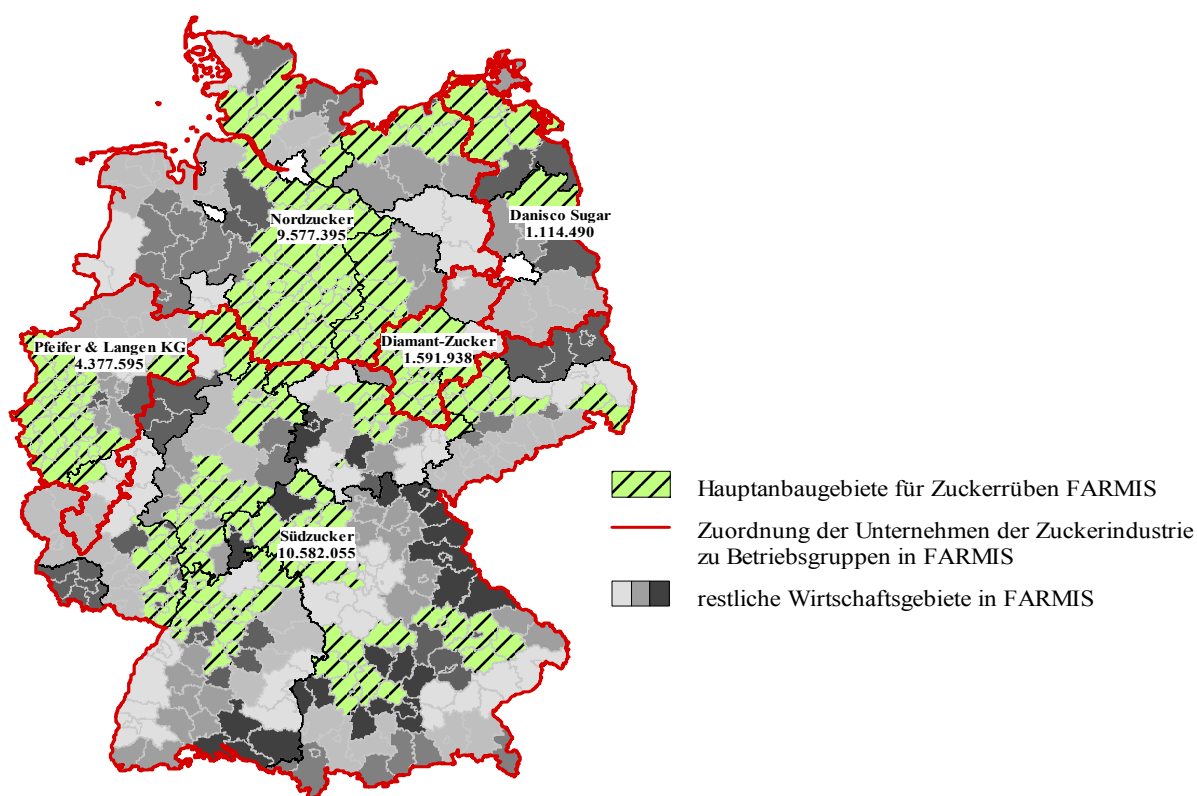 Nordzucker
9.577.395
Danisco Sugar
1.114.490
Pfeifer & Langen KG
4.377.595
Diamant-Zucker
1.591.938
Südzucker
10.582.055
Hauptanbaugebiete für Zuckerrüben FARMIS
Zuordnung der Unternehmen der Zuckerindustrie
zu Betriebsgruppen in FARMIS
restliche Wirtschaftsgebiete in FARMIS